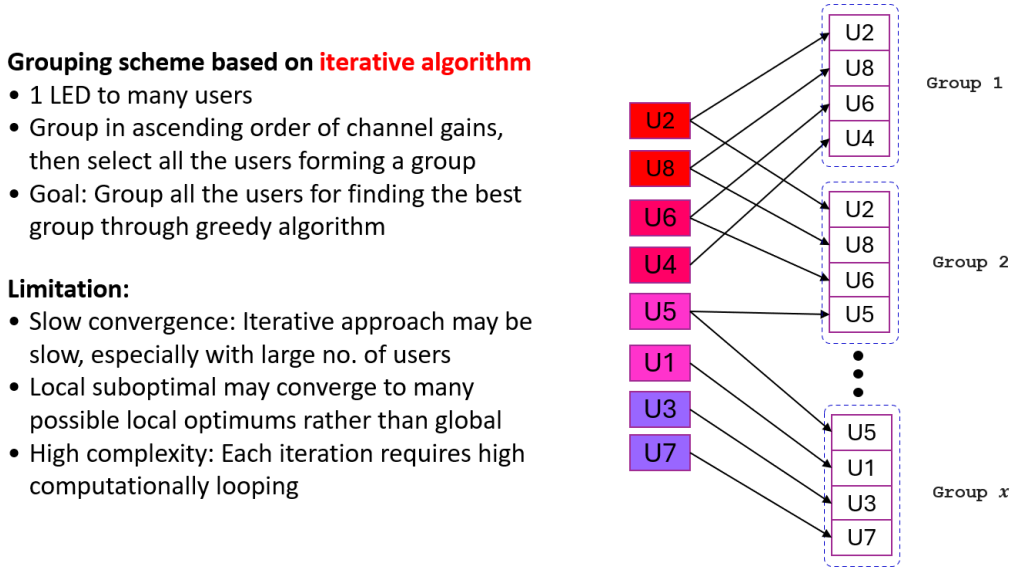 Grouping scheme based on iterative algorithm
• 1 LED to many users
• Group in ascending order of channel gains,
then select all the users forming a group
• Goal: Group all the users for finding the best
group through greedy algorithm
Limitation:
• Slow convergence: Iterative approach may be
slow, especially with large no. of users
• Local suboptimal may converge to many
possible local optimums rather than global
• High complexity: Each iteration requires high
computationally looping
U2
U8
U6
U4
U5
U1
U3
U7
U2
U8
U6
U4
Group 1
U2
U8
U6
U5
Group 2
U5
U1
U3
U7
Group x